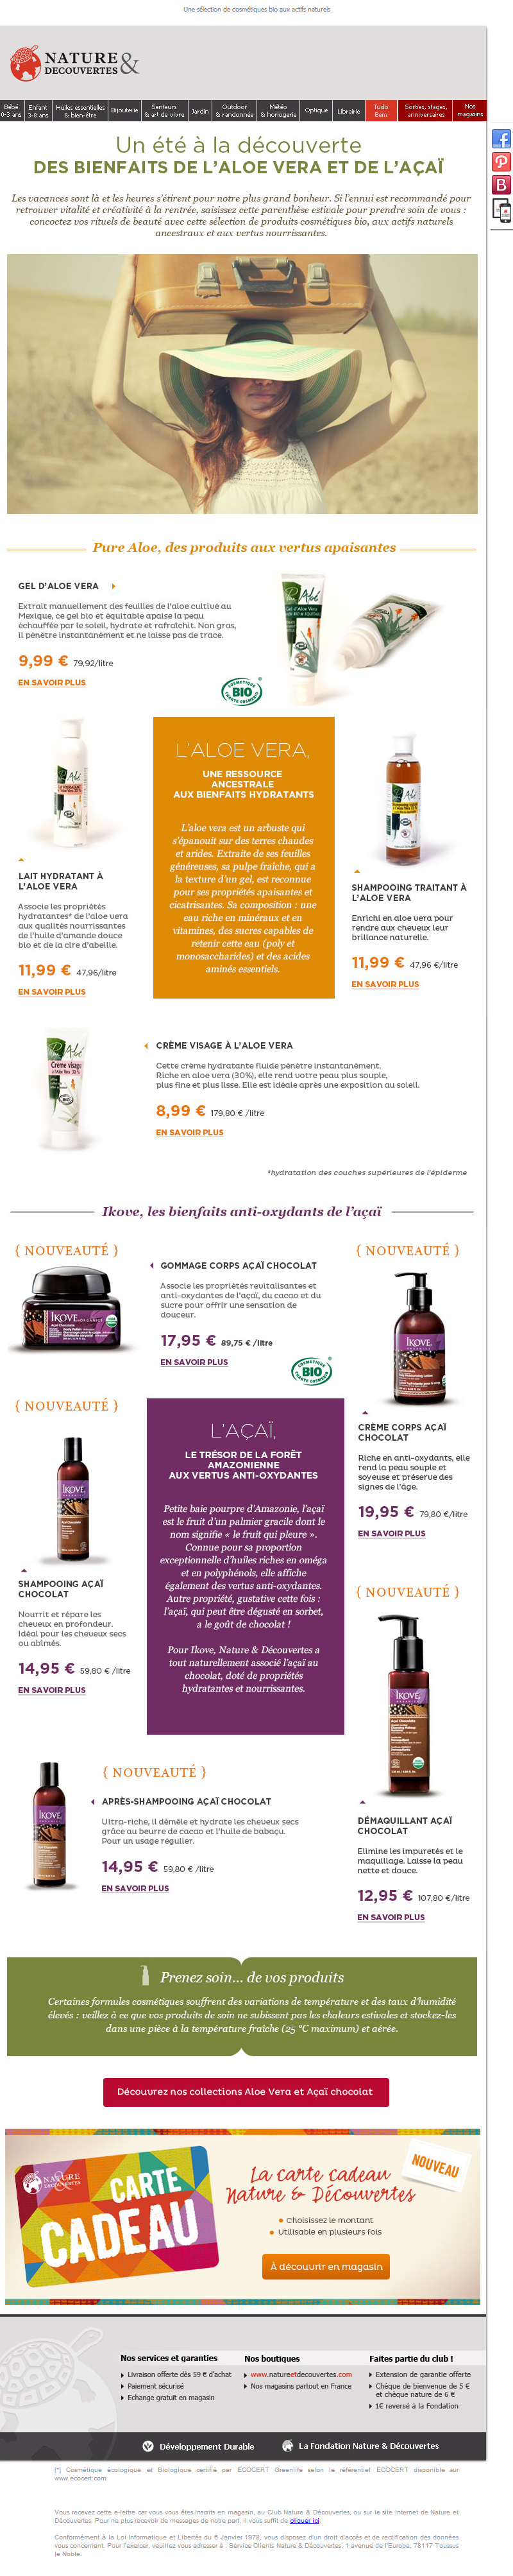 Une sélection de cosmétiques bio aux actifs naturels
NATURE &
DECOUVERTES
Bébé
0-3 ans
Enfant
3-8 ans
Huiles essentielles
& bien-être
Bijouterie
Senteurs
& art de vivre
Jardin
Outdoor
& randonnée
Météo
& horlogerie
Optique
Librairie
Tudo
Bem
Sorties, stages,
anniversaires
Nos
magasins
Un été à la découverte
DES BIENFAITS DE L'ALOE VERA ET DE L'AÇAÏ
Les vacances sont là et les heures s'étirent pour notre plus grand bonheur. Si l'ennui est recommandé pour
retrouver vitalité et créativité à la rentrée, saisissez cette parenthèse estivale pour prendre soin de vous :
concoctez vos rituels de beauté avec cette sélection de produits cosmétiques bio, aux actifs naturels
ancestraux et aux vertus nourrissantes.
Pure Aloe, des produits aux vertus apaisantes
GEL D'ALOE VERA
Extrait manuellement des feuilles de l'aloe cultivé au
Mexique, ce gel bio et équitable apaise la peau
échauffée par le soleil, hydrate et rafraîchit. Non gras,
il pénètre instantanément et ne laisse pas de trace.
9,99 € 79,92/litre
EN SAVOIR PLUS
COSMETIQUE
BIO
CHARTE COSMEBIO
L'ALOE VERA,
UNE RESSOURCE
ANCESTRALE
AUX BIENFAITS HYDRATANTS
L'aloe vera est un arbuste qui
s'épanouit sur des terres chaudes
et arides. Extraite de ses feuilles
généreuses, sa pulpe fraîche, qui a
la texture d'un gel, est reconnue
pour ses propriétés apaisantes et
cicatrisantes. Sa composition : une
eau riche en minéraux et en
vitamines, des sucres capables de
retenir cette eau (poly et
monosaccharides) et des acides
aminés essentiels.
LAIT HYDRATANT À
L'ALOE VERA
Associe les propriétés
hydratantes* de l'aloe vera
aux qualités nourrissantes
de l'huile d'amande douce
bio et de la cire d'abeille.
11,99 € 47,96/litre
EN SAVOIR PLUS
SHAMPOOING TRAITANT À
L'ALOE VERA
Enrichi en aloe vera pour
rendre aux cheveux leur
brillance naturelle.
11,99 € 47,96 €/litre
EN SAVOIR PLUS
CRÈME VISAGE À L'ALOE VERA
Cette crème hydratante fluide pénètre instantanément.
Riche en aloe vera (30%), elle rend votre peau plus souple,
plus fine et plus lisse. Elle est idéale après une exposition au soleil.
8,99 € 179,80 € /litre
EN SAVOIR PLUS
*hydratation des couches supérieures de l'épiderme
Ikove, les bienfaits anti-oxydants de l'açaï
{ NOUVEAUTÉ }
GOMMAGE CORPS AÇAÏ CHOCOLAT
Associe les propriétés revitalisantes et
anti-oxydantes de l'açaï, du cacao et du
sucre pour offrir une sensation de
douceur.
17,95 € 89,75 € /litre
EN SAVOIR PLUS
COSMETIQUE
BIO
CHARTE COSMEBIO
{ NOUVEAUTÉ }
CRÈME CORPS AÇAÏ
CHOCOLAT
Riche en anti-oxydants, elle
rend la peau souple et
soyeuse et préserve des
signes de l'âge.
19,95 € 79,80 €/litre
EN SAVOIR PLUS
{ NOUVEAUTÉ }
SHAMPOOING AÇAÏ
CHOCOLAT
Nourrit et répare les
cheveux en profondeur.
Idéal pour les cheveux secs
ou abîmés.
14,95 € 59,80 € /litre
EN SAVOIR PLUS
L'AÇAÏ,
LE TRÉSOR DE LA FORÊT
AMAZONIENNE
AUX VERTUS ANTI-OXYDANTES
Petite baie pourpre d'Amazonie, l'açaï
est le fruit d'un palmier gracile dont le
nom signifie « le fruit qui pleure ».
Connue pour sa proportion
exceptionnelle d'huiles riches en oméga
et en polyphénols, elle affiche
également des vertus anti-oxydantes.
Autre propriété, gustative cette fois :
l'açaï, qui peut être dégusté en sorbet,
a le goût de chocolat !
Pour Ikove, Nature & Découvertes a
tout naturellement associé l'açaï au
chocolat, doté de propriétés
hydratantes et nourrissantes.
{ NOUVEAUTÉ }
DÉMAQUILLANT AÇAÏ
CHOCOLAT
Elimine les impuretés et le
maquillage. Laisse la peau
nette et douce.
12,95 € 107,80 €/litre
EN SAVOIR PLUS
{ NOUVEAUTÉ }
APRÈS-SHAMPOOING AÇAÏ CHOCOLAT
Ultra-riche, il démêle et hydrate les cheveux secs
grâce au beurre de cacao et l'huile de babaçu.
Pour un usage régulier.
14,95 € 59,80 € /litre
EN SAVOIR PLUS
Prenez soin... de vos produits
Certaines formules cosmétiques souffrent des variations de température et des taux d'humidité
élevés : veillez à ce que vos produits de soin ne subissent pas les chaleurs estivales et stockez-les
dans une pièce à la température fraîche (25 °C maximum) et aérée.
Découvrez nos collections Aloe Vera et Açaï chocolat
NATURE &
DECOUVERTES
CARTE
CADEAU
La carte cadeau
Nature & Découvertes
NOUVEAU
Choisissez le montant
Utilisable en plusieurs fois
À découvrir en magasin
Nos services et garanties
Livraison offerte dès 59 € d'achat
Paiement sécurisé
Echange gratuit en magasin
Nos boutiques
www.natureetdecouvertes.com
Nos magasins partout en France
Faites partie du club !
Extension de garantie offerte
Chèque de bienvenue de 5 €
et chèque nature de 6 €
1€ reversé à la Fondation
Développement Durable
La Fondation Nature & Découvertes
[*] Cosmétique écologique et Biologique certifié par ECOCERT Greenlife selon le référentiel ECOCERT disponible sur
www.ecocert.com
Vous recevez cette e-lettre car vous vous êtes inscrits en magasin, au Club Nature & Découvertes, ou sur le site internet de Nature et
Découvertes. Pour ne plus recevoir de messages de notre part, il vous suffit de cliquer ici.
Conformément à la Loi Informatique et Libertés du 6 Janvier 1978, vous disposez d'un droit d'accès et de rectification des données
vous concernant. Pour l'exercer, veuillez vous adresser à : Service Clients Nature & Découvertes, 1 avenue de l'Europe, 78117 Toussus
le Noble.